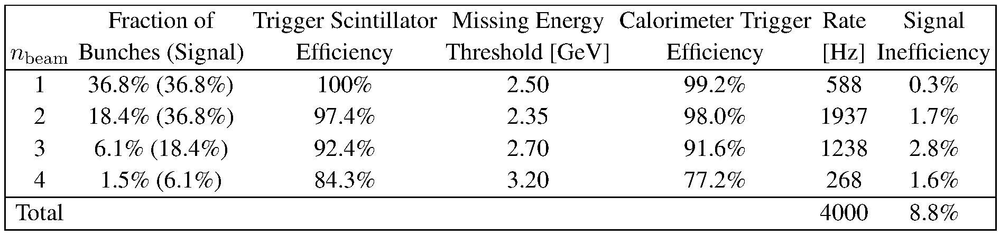 Fraction of Trigger Scintillator Missing Energy Calorimeter Trigger Rate Signal
n_beam Bunches (Signal) Efficiency Threshold [GeV] Efficiency [Hz] Inefficiency
1 36.8% (36.8%) 100% 2.50 99.2% 588 0.3%
2 18.4% (36.8%) 97.4% 2.35 98.0% 1937 1.7%
3 6.1% (18.4%) 92.4% 2.70 91.6% 1238 2.8%
4 1.5% (6.1%) 84.3% 3.20 77.2% 268 1.6%
Total 4000 8.8%